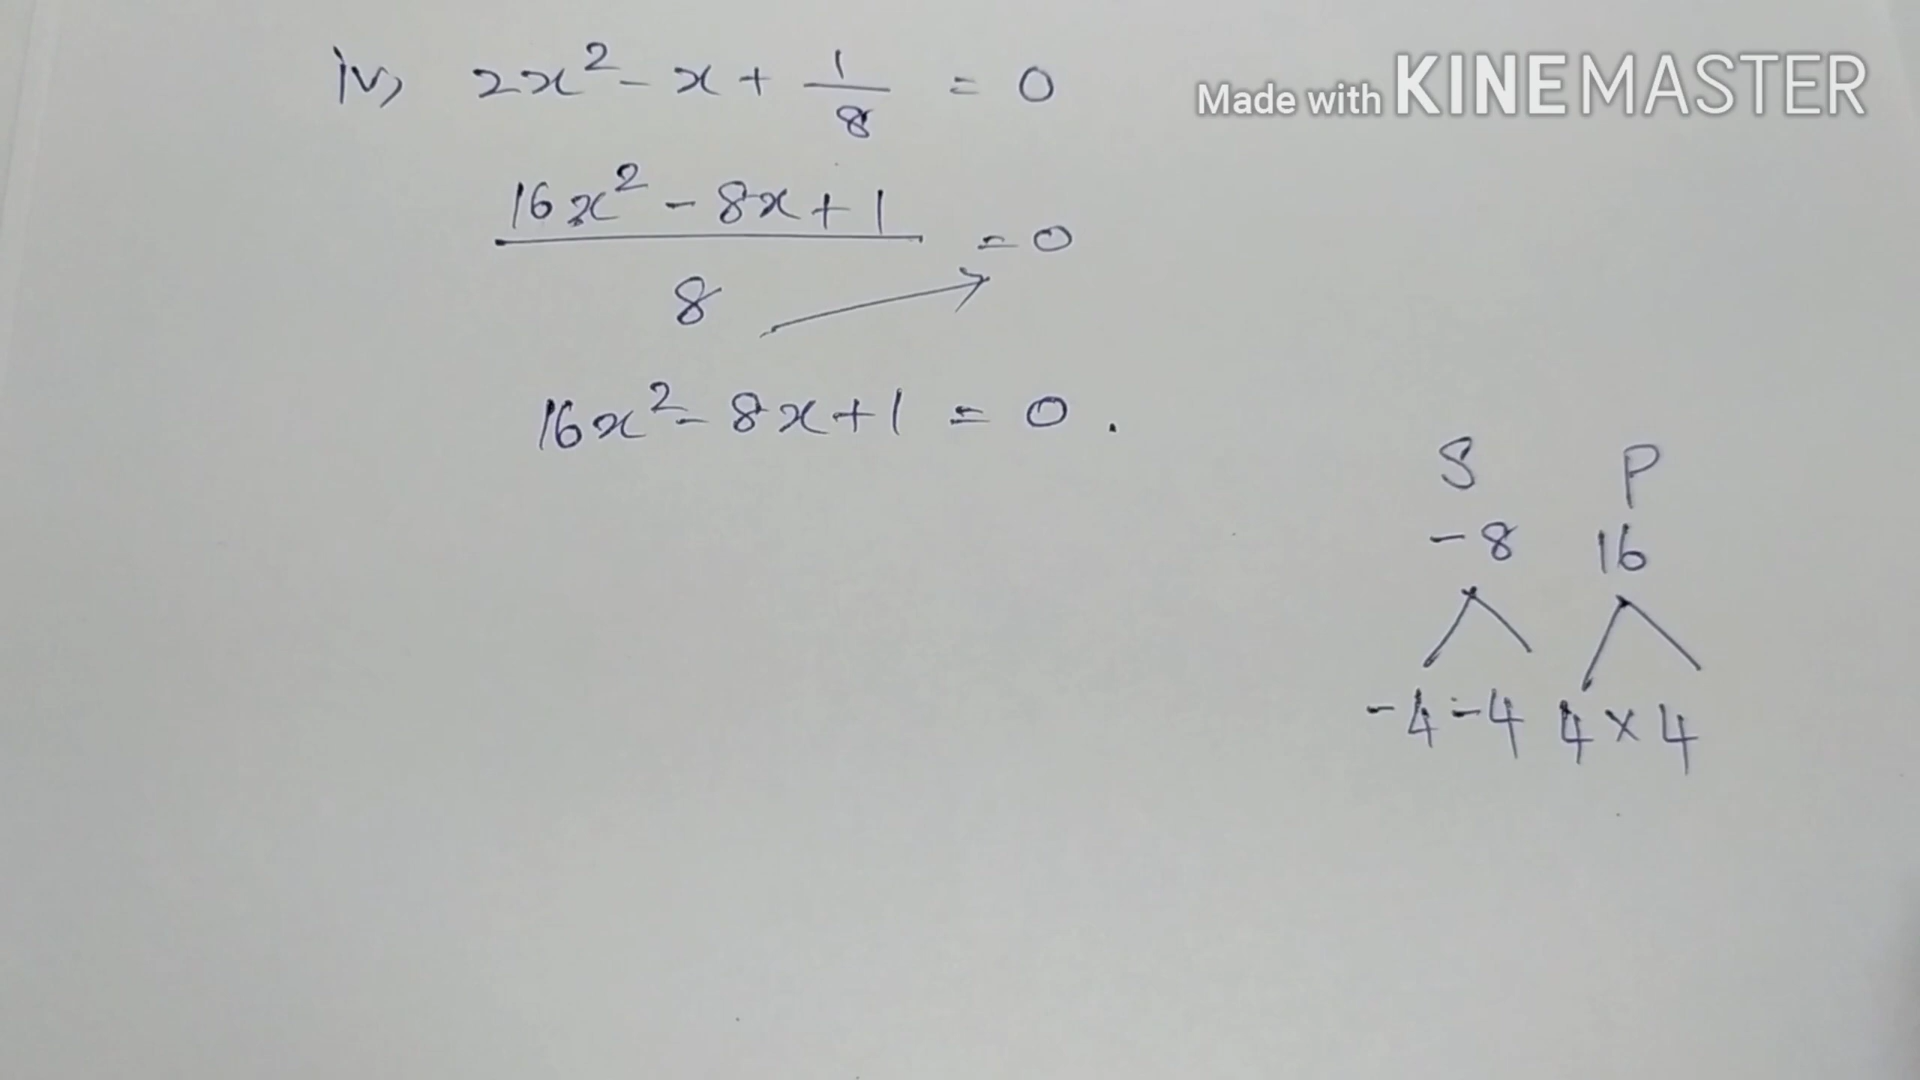 iv) 2x² - x + 1/8 = 0
Made with KINEMASTER
16x² - 8x + 1 / 8 = 0
16x² - 8x + 1 = 0 .
S P
-8 16
-4 -4 4 × 4